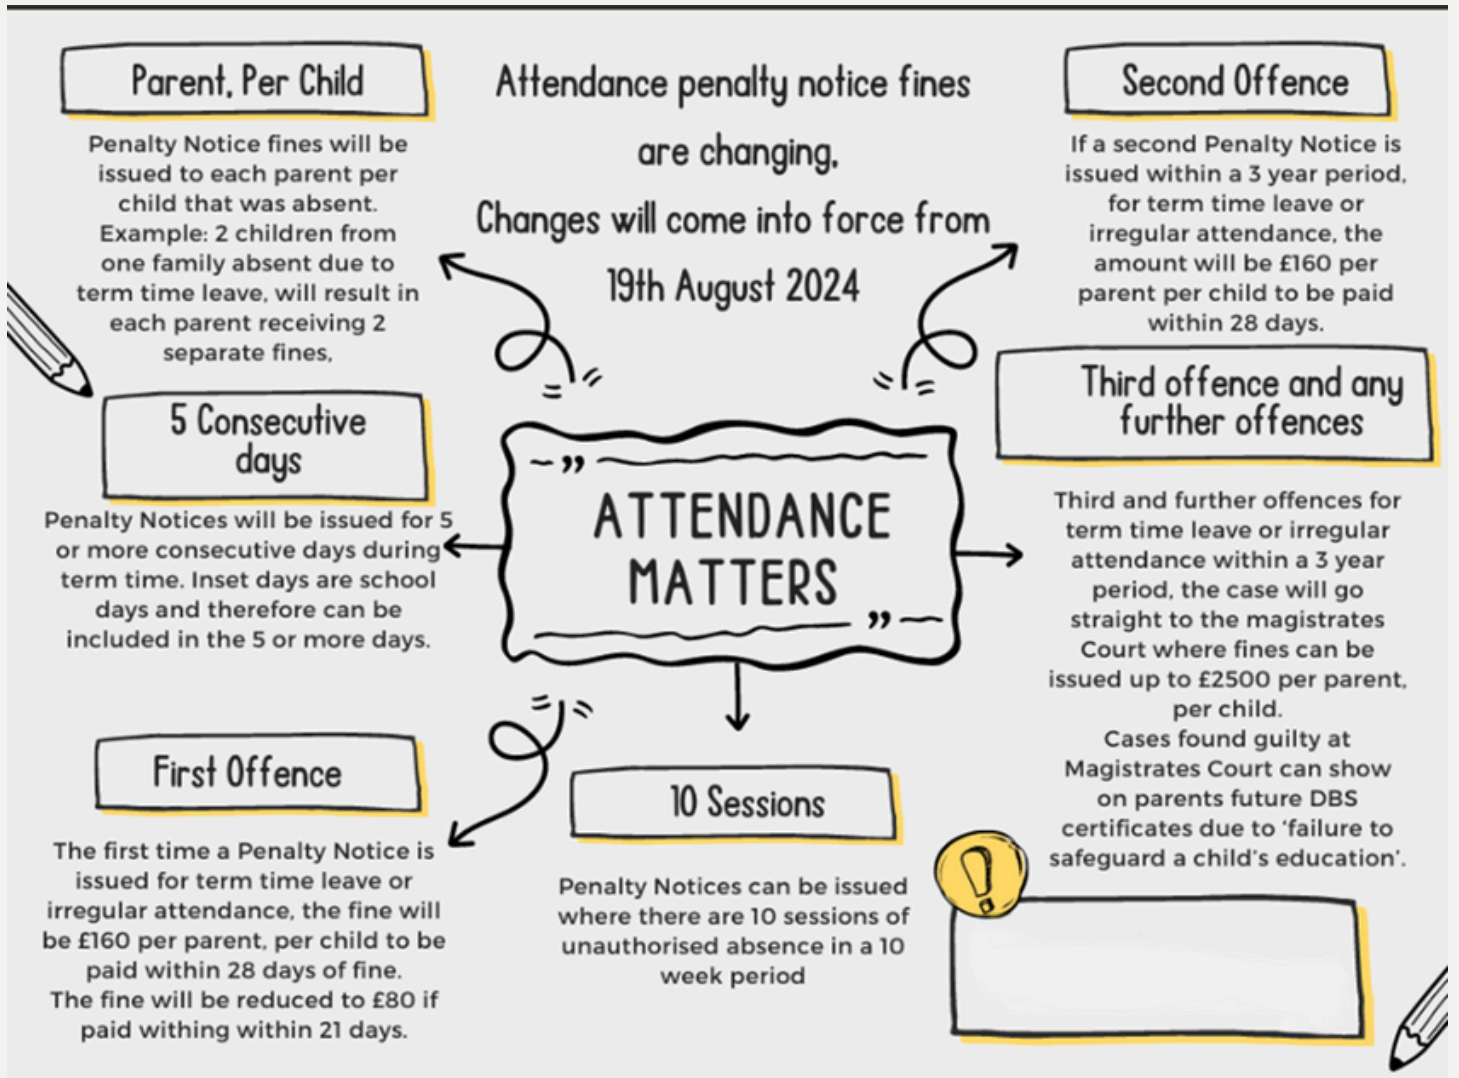 Parent, Per Child
Penalty Notice fines will be
issued to each parent per
child that was absent.
Example: 2 children from
one family absent due to
term time leave, will result in
each parent receiving 2
separate fines,
Attendance penalty notice fines
are changing,
Changes will come into force from
19th August 2024
Second Offence
If a second Penalty Notice is
issued within a 3 year period,
for term time leave or
irregular attendance, the
amount will be £160 per
parent per child to be paid
within 28 days.
5 Consecutive
days
Penalty Notices will be issued for 5
or more consecutive days during
term time. Inset days are school
days and therefore can be
included in the 5 or more days.
”
ATTENDANCE
MATTERS
”
Third offence and any
further offences
Third and further offences for
term time leave or irregular
attendance within a 3 year
period, the case will go
straight to the magistrates
Court where fines can be
issued up to £2500 per parent,
per child.
Cases found guilty at
Magistrates Court can show
on parents future DBS
certificates due to ‘failure to
safeguard a child’s education’.
First Offence
The first time a Penalty Notice is
issued for term time leave or
irregular attendance, the fine will
be £160 per parent, per child to be
paid within 28 days of fine.
The fine will be reduced to £80 if
paid withing within 21 days.
10 Sessions
Penalty Notices can be issued
where there are 10 sessions of
unauthorised absence in a 10
week period
!